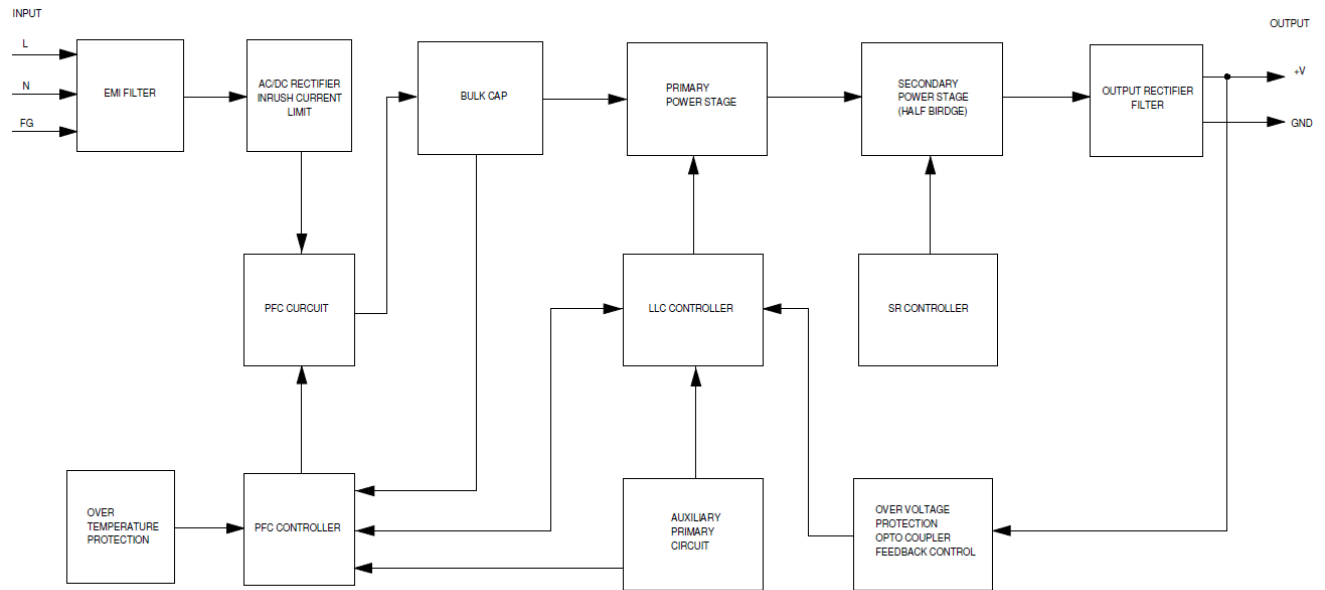 INPUT
OUTPUT
L
N
FG
EMI FILTER
AC/DC RECTIFIER
INRUSH CURRENT
LIMIT
BULK CAP
PRIMARY
POWER STAGE
SECONDARY
POWER STAGE
(HALF BIRDGE)
OUTPUT RECTIFIER
FILTER
+V
GND
PFC CURCUIT
LLC CONTROLLER
SR CONTROLLER
OVER
TEMPERATURE
PROTECTION
PFC CONTROLLER
AUXILIARY
PRIMARY
CIRCUIT
OVER VOLTAGE
PROTECTION
OPTO COUPLER
FEEDBACK CONTROL